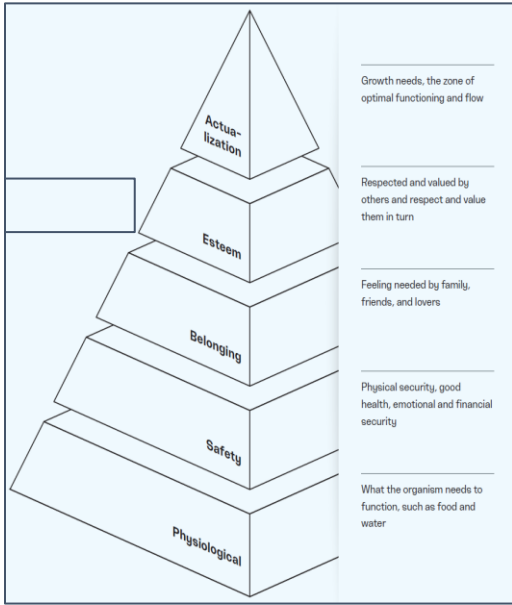 Actua-
lization
Growth needs, the zone of
optimal functioning and flow
Esteem
Respected and valued by
others and respect and value
them in turn
Belonging
Feeling needed by family,
friends, and lovers
Safety
Physical security, good
health, emotional and financial
security
Physiological
What the organism needs to
function, such as food and
water